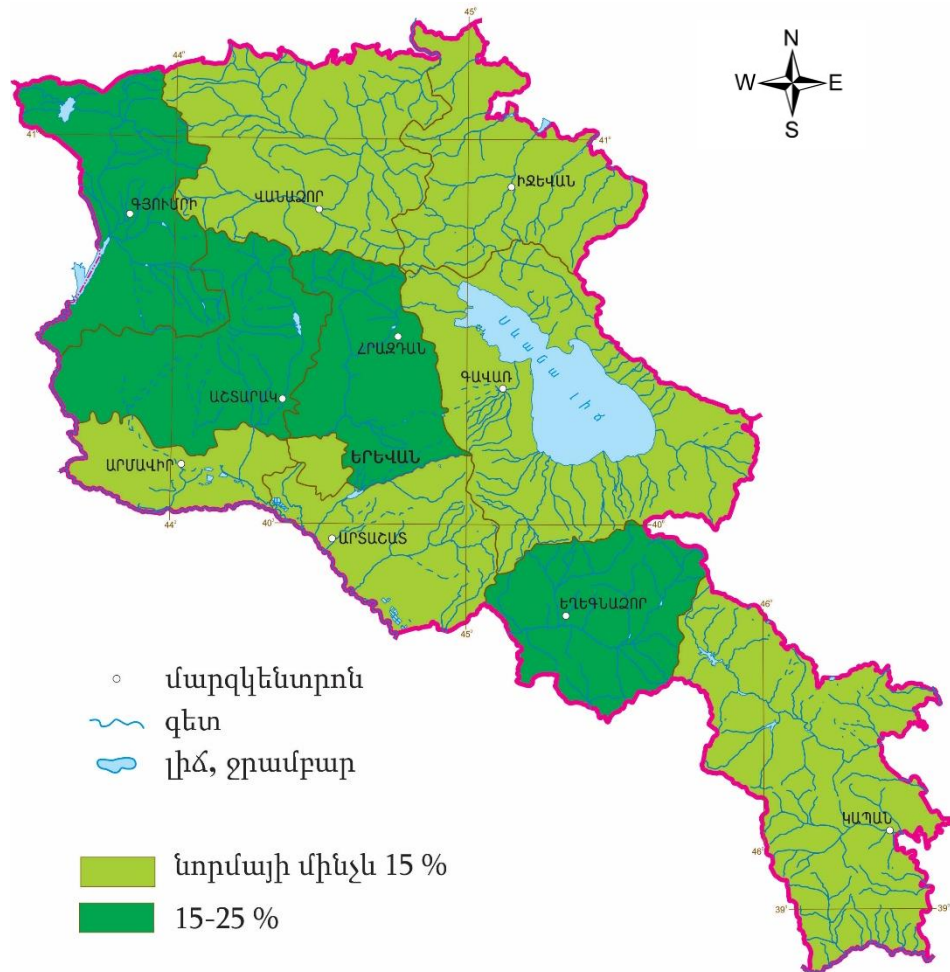 N
W E
S
45°
44°
41°
41
ԻՋԵՎԱՆ
ՎԱՆԱՁՈՐ
ԳՅՈՒՄՐԻ
Սևանա լիճ
ՀՐԱԶԴԱՆ
ԳԱՎԱՌ
ԱՇՏԱՐԱԿ
ԵՐԵՎԱՆ
ԱՐՄԱՎԻՐ
44°
40°
40°
ԱՐՏԱՇԱՏ
ԵՂԵԳՆԱՁՈՐ
46°
45°
մարզկենտրոն
գետ
լիճ, ջրամբար
ԿԱՊԱՆ
46°
նորմայի մինչև 15 %
39°
39°
15-25 %